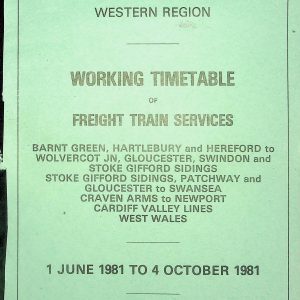 WESTERN REGION
WORKING TIMETABLE
OF
FREIGHT TRAIN SERVICES
BARNT GREEN, HARTLEBURY and HEREFORD to
WOLVERCOT JN, GLOUCESTER, SWINDON and
STOKE GIFFORD SIDINGS
STOKE GIFFORD SIDINGS, PATCHWAY and
GLOUCESTER to SWANSEA
CRAVEN ARMS to NEWPORT
CARDIFF VALLEY LINES
WEST WALES
1 JUNE 1981 TO 4 OCTOBER 1981